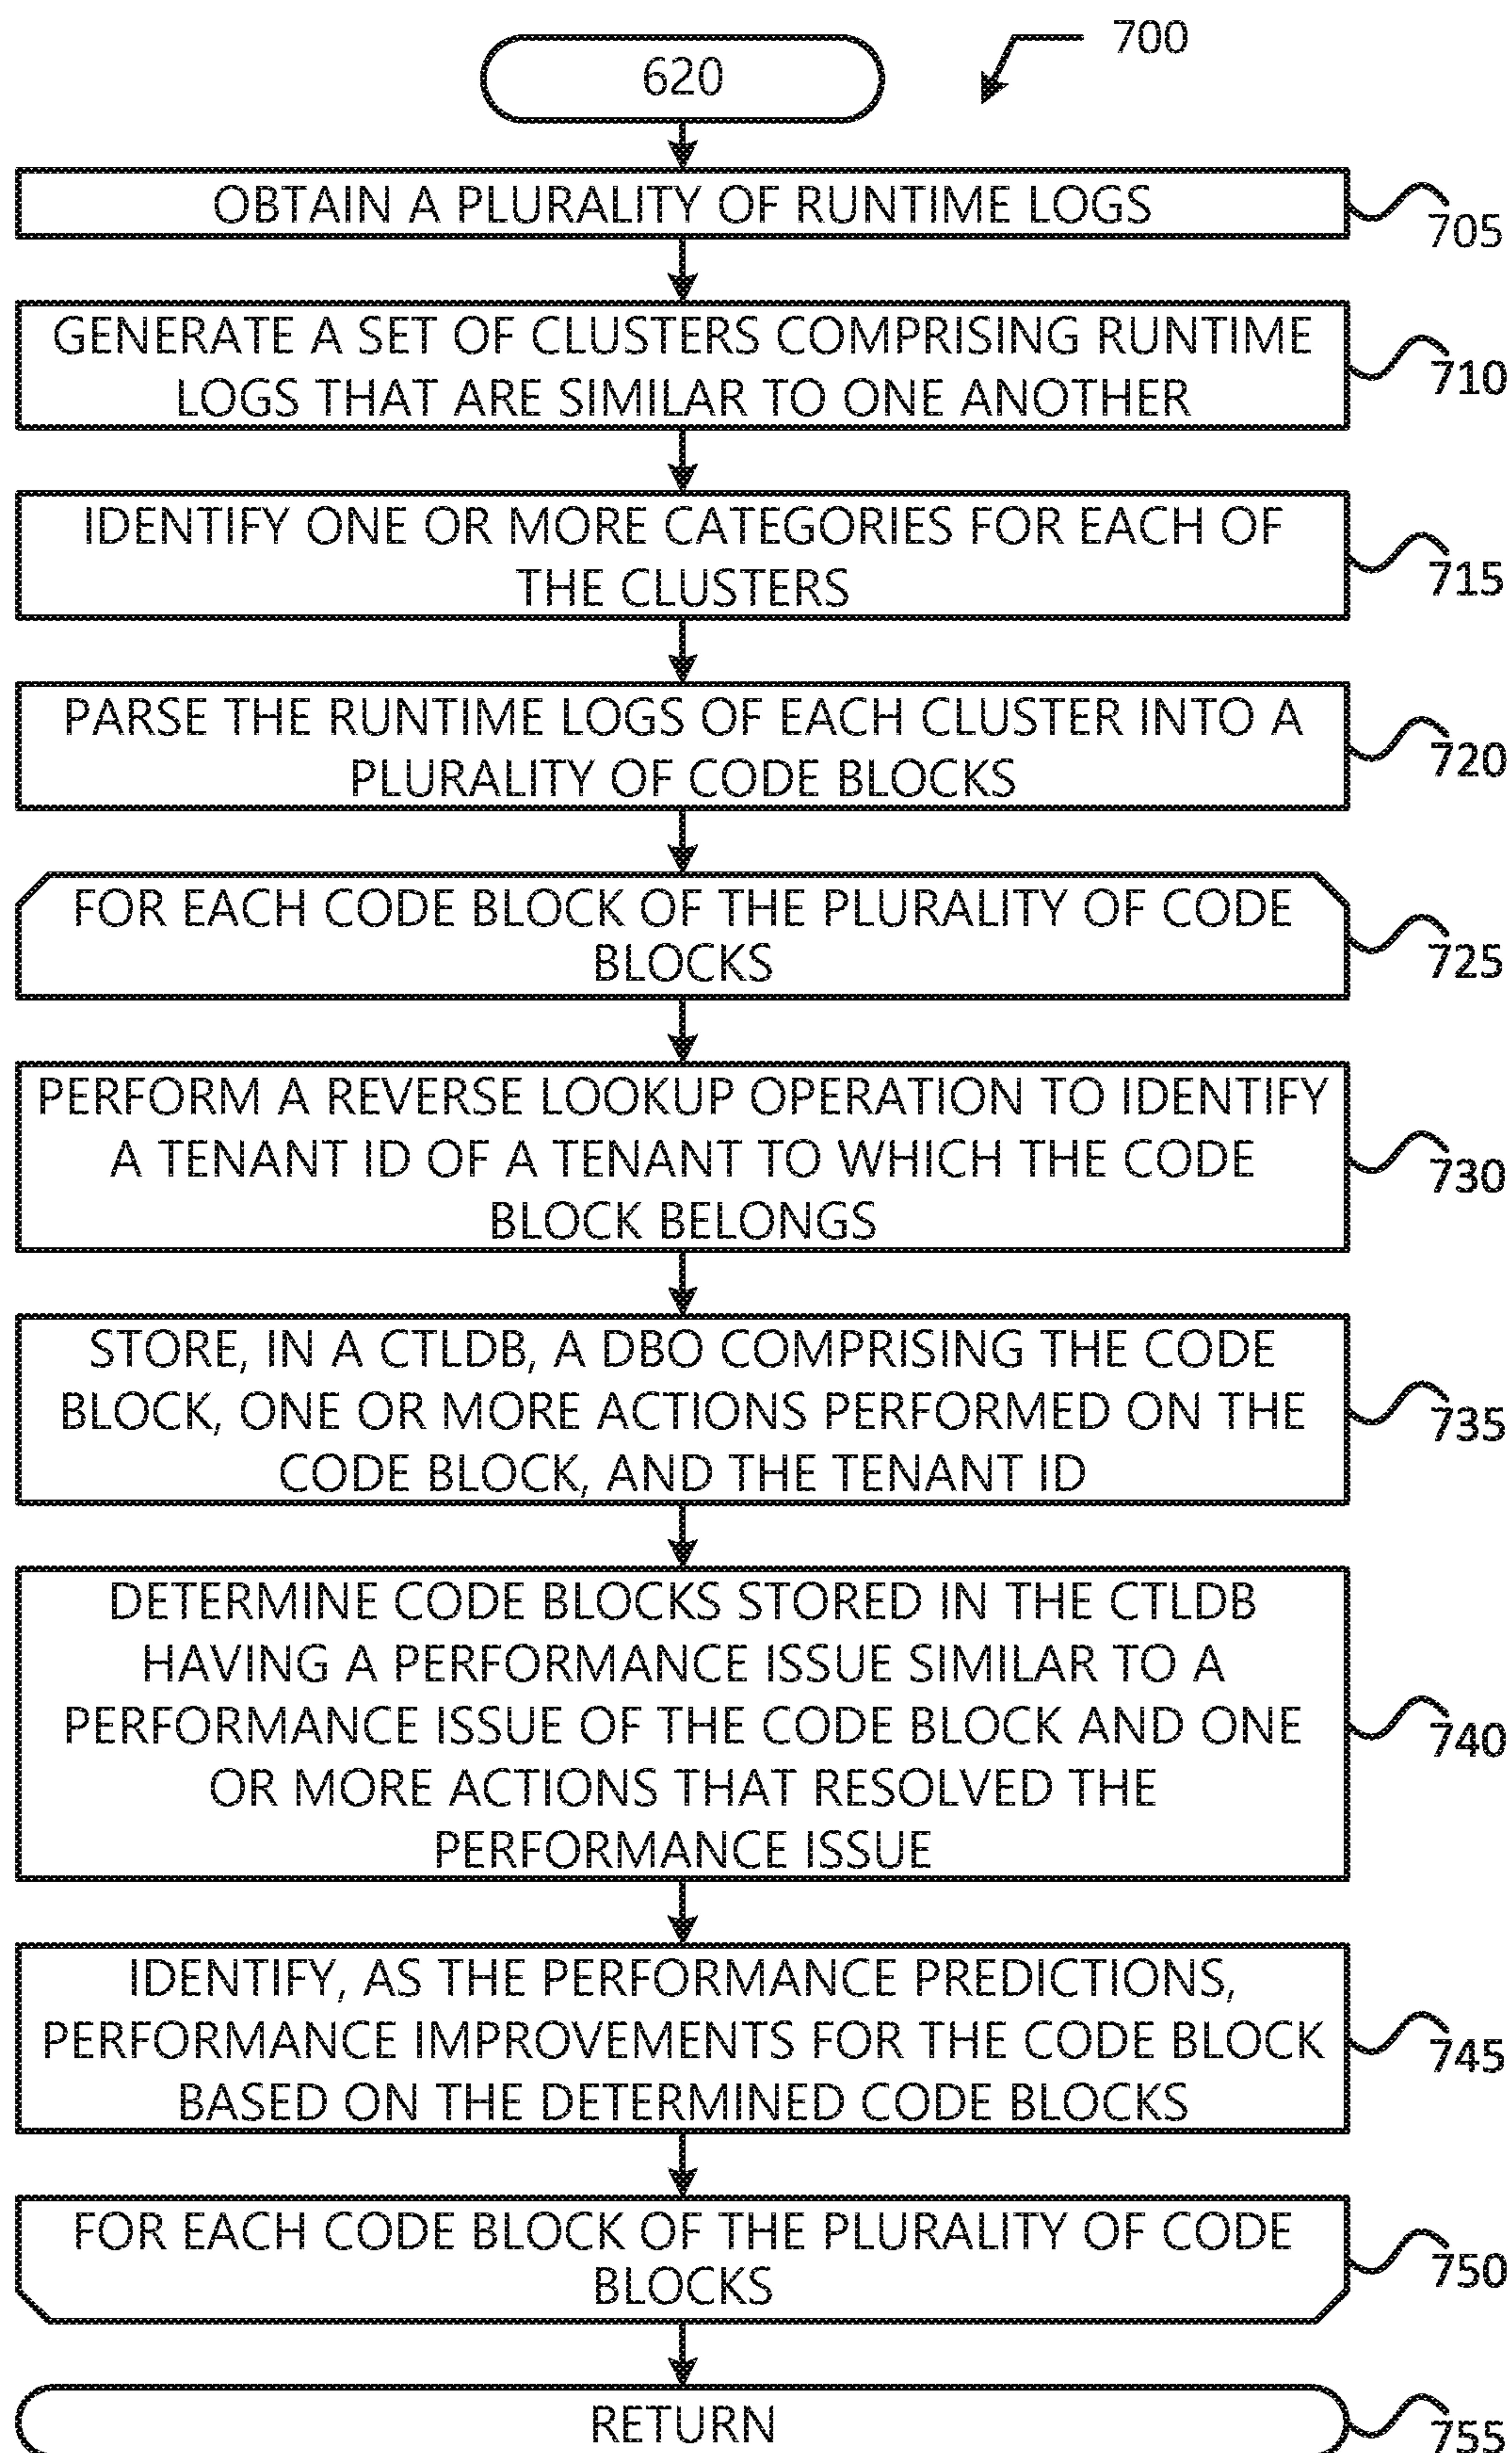 700
620
OBTAIN A PLURALITY OF RUNTIME LOGS
705
GENERATE A SET OF CLUSTERS COMPRISING RUNTIME
LOGS THAT ARE SIMILAR TO ONE ANOTHER
710
IDENTIFY ONE OR MORE CATEGORIES FOR EACH OF
THE CLUSTERS
715
PARSE THE RUNTIME LOGS OF EACH CLUSTER INTO A
PLURALITY OF CODE BLOCKS
720
FOR EACH CODE BLOCK OF THE PLURALITY OF CODE
BLOCKS
725
PERFORM A REVERSE LOOKUP OPERATION TO IDENTIFY
A TENANT ID OF A TENANT TO WHICH THE CODE
BLOCK BELONGS
730
STORE, IN A CTLDB, A DBO COMPRISING THE CODE
BLOCK, ONE OR MORE ACTIONS PERFORMED ON THE
CODE BLOCK, AND THE TENANT ID
735
DETERMINE CODE BLOCKS STORED IN THE CTLDB
HAVING A PERFORMANCE ISSUE SIMILAR TO A
PERFORMANCE ISSUE OF THE CODE BLOCK AND ONE
OR MORE ACTIONS THAT RESOLVED THE
PERFORMANCE ISSUE
740
IDENTIFY, AS THE PERFORMANCE PREDICTIONS,
PERFORMANCE IMPROVEMENTS FOR THE CODE BLOCK
BASED ON THE DETERMINED CODE BLOCKS
745
FOR EACH CODE BLOCK OF THE PLURALITY OF CODE
BLOCKS
750
RETURN
755